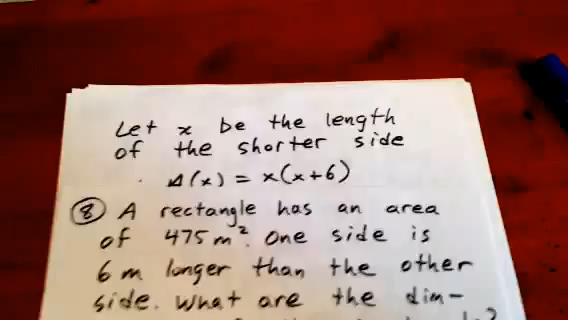 Let x be the length
of the shorter side
A(x) = x(x+6)
⑧ A rectangle has an area
of 475 m². One side is
6 m longer than the other
side. What are the dim-